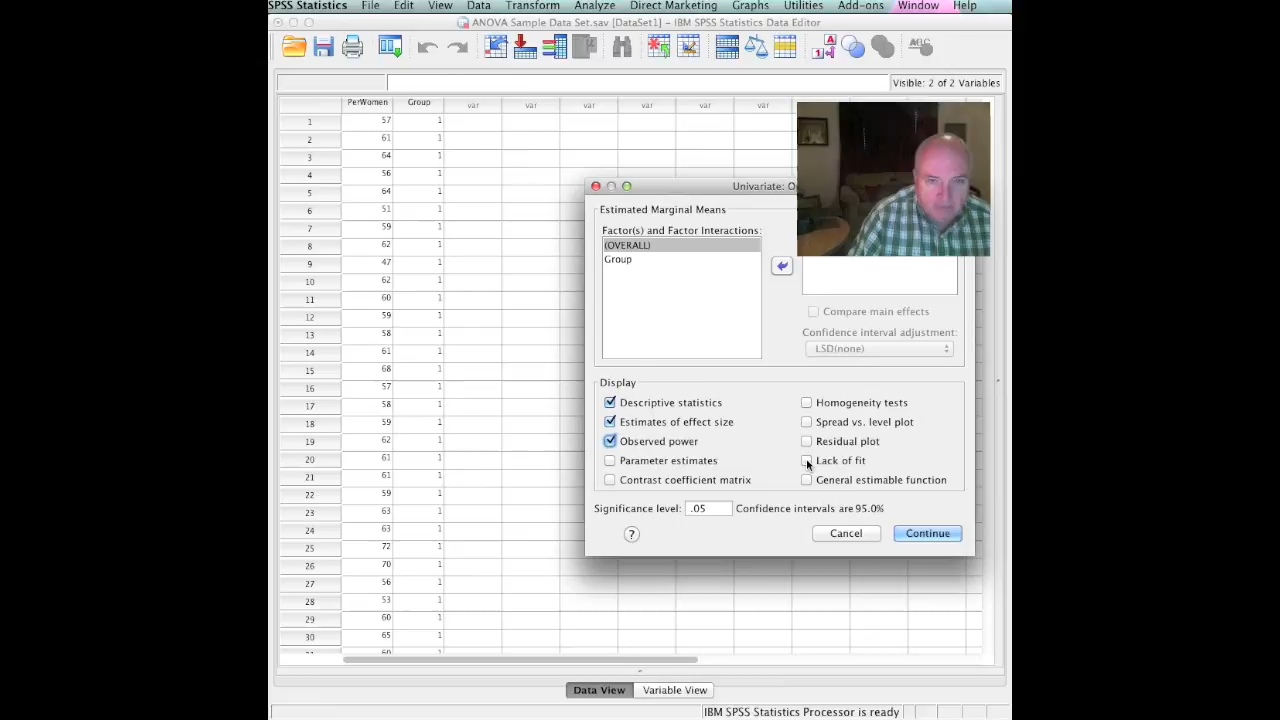 SPSS Statistics File Edit View Data Transform Analyze Direct Marketing Graphs Utilities Add-ons Window Help
ANOVA Sample Data Set.sav [DataSet1] — IBM SPSS Statistics Data Editor
Visible: 2 of 2 Variables
PerWomen Group var var var var var var
1 57 1
2 61 1
3 64 1
4 56 1
5 64 1
6 51 1
7 59 1
8 62 1
9 47 1
10 62 1
11 60 1
12 59 1
13 58 1
14 61 1
15 68 1
16 57 1
17 58 1
18 59 1
19 62 1
20 61 1
21 61 1
22 59 1
23 63 1
24 63 1
25 72 1
26 70 1
27 56 1
28 53 1
29 60 1
30 65 1
Univariate:
Estimated Marginal Means
Factor(s) and Factor Interactions:
(OVERALL)
Group
Compare main effects
Confidence interval adjustment:
LSD(none)
Display
Descriptive statistics Homogeneity tests
Estimates of effect size Spread vs. level plot
Observed power Residual plot
Parameter estimates Lack of fit
Contrast coefficient matrix General estimable function
Significance level: .05 Confidence intervals are 95.0%
? Cancel Continue
Data View Variable View
IBM SPSS Statistics Processor is ready